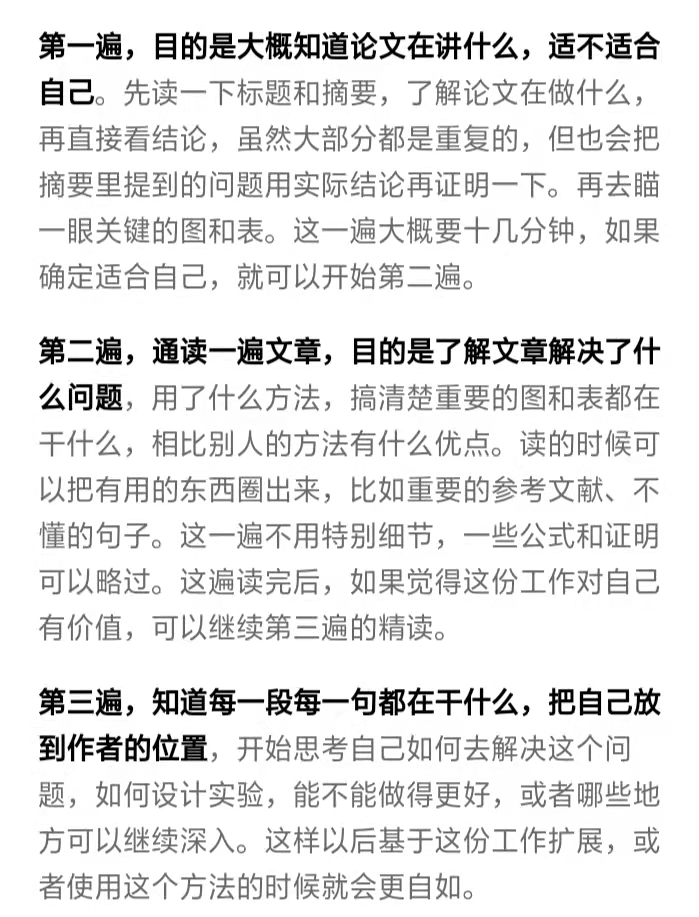 第一遍，目的是大概知道论文在讲什么，适不适合
自己。先读一下标题和摘要，了解论文在做什么，
再直接看结论，虽然大部分都是重复的，但也会把
摘要里提到的问题用实际结论再证明一下。再去瞄
一眼关键的图和表。这一遍大概要十几分钟，如果
确定适合自己，就可以开始第二遍。
第二遍，通读一遍文章，目的是了解文章解决了什
么问题，用了什么方法，搞清楚重要的图和表都在
干什么，相比别人的方法有什么优点。读的时候可
以把有用的东西圈出来，比如重要的参考文献、不
懂的句子。这一遍不用特别细节，一些公式和证明
可以略过。这遍读完后，如果觉得这份工作对自己
有价值，可以继续第三遍的精读。
第三遍，知道每一段每一句都在干什么，把自己放
到作者的位置，开始思考自己如何去解决这个问
题，如何设计实验，能不能做得更好，或者哪些地
方可以继续深入。这样以后基于这份工作扩展，或
者使用这个方法的时候就会更自如。